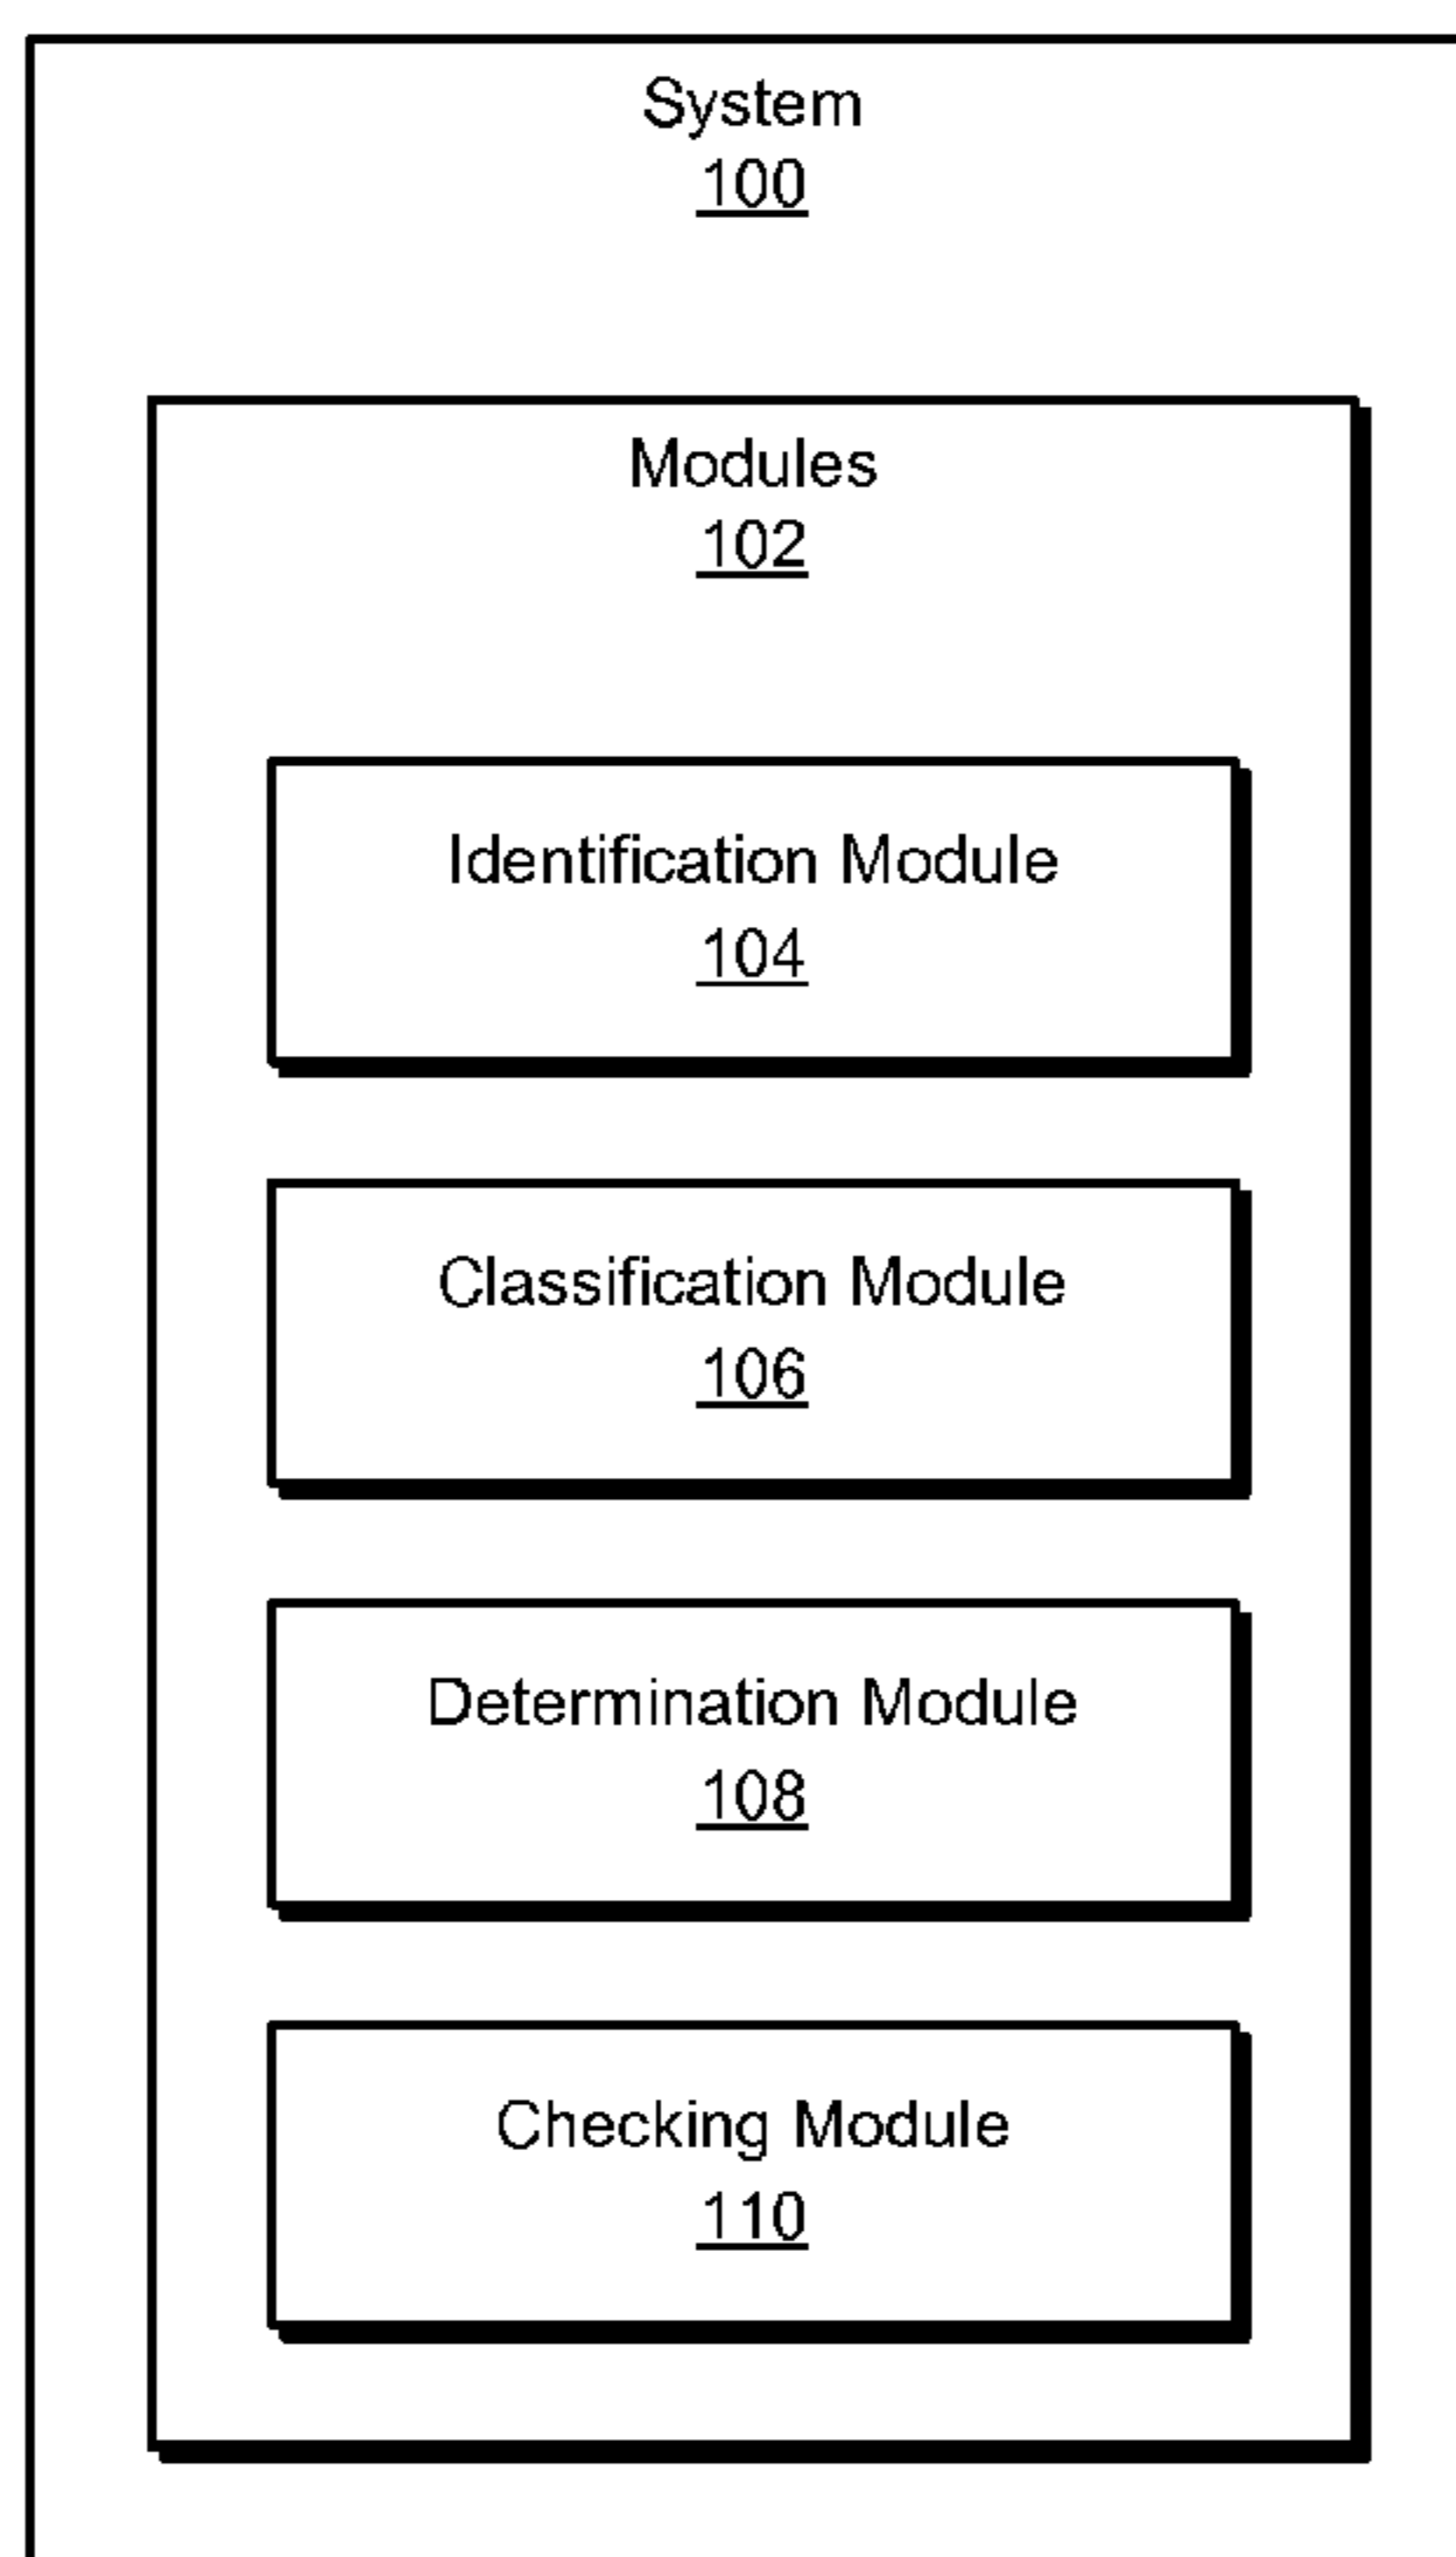 System
100
Modules
102
Identification Module
104
Classification Module
106
Determination Module
108
Checking Module
110